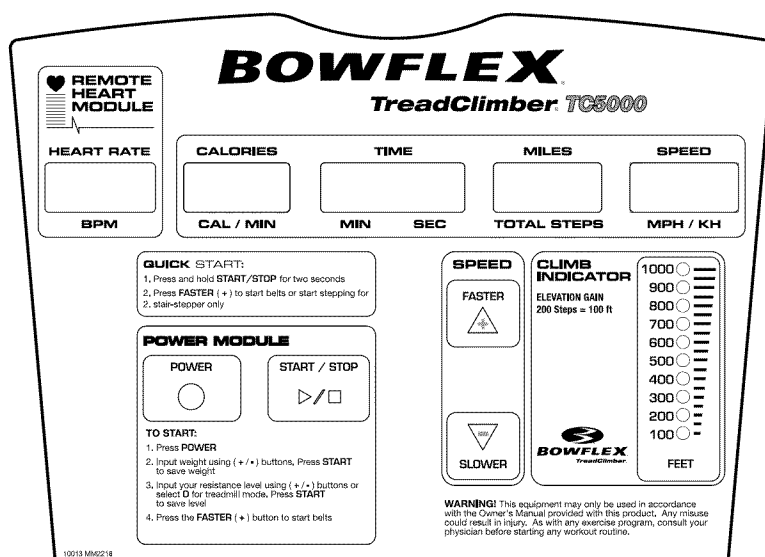 BOWFLEX
TreadClimber TC5000
REMOTE
HEART
MODULE
HEART RATE
BPM
CALORIES
TIME
MILES
SPEED
CAL / MIN
MIN
SEC
TOTAL STEPS
MPH / KH
QUICK START:
1. Press and hold START/STOP for two seconds
2. Press FASTER ( + ) to start belts or start stepping for
2. stair-stepper only
POWER MODULE
POWER
START / STOP
TO START:
1. Press POWER
2. Input weight using ( + / - ) buttons, Press START
to save weight
3. Input your resistance level using ( + / - ) buttons or
select 0 for treadmill mode, Press START
to save level
4. Press the FASTER ( + ) button to start belts
SPEED
FASTER
SLOWER
CLIMB
INDICATOR
ELEVATION GAIN
200 Steps = 100 ft
1000
900
800
700
600
500
400
300
200
100
FEET
BOWFLEX
TreadClimber
WARNING! This equipment may only be used in accordance
with the Owner's Manual provided with this product. Any misuse
could result in injury. As with any exercise program, consult your
physician before starting any workout routine.
10013 MM2218